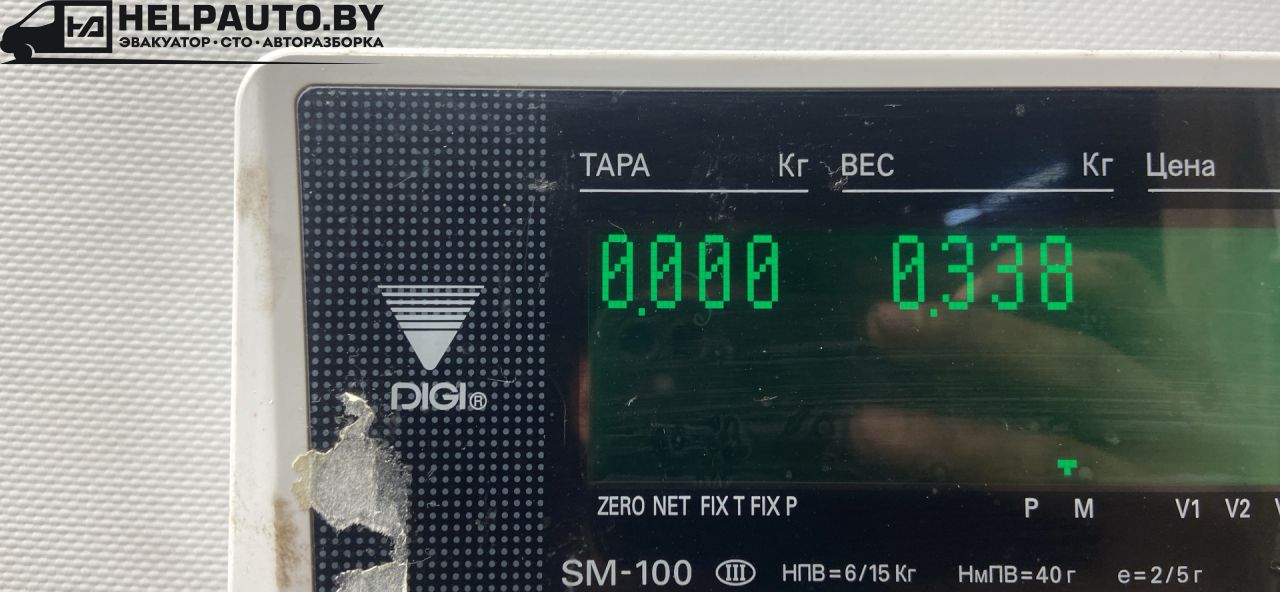 HELPAUTO.BY
ЭВАКУАТОР · СТО · АВТОРАЗБОРКА
ТАРА Кг ВЕС Кг Цена
0.000 0.338
DIGI®
ZERO NET FIX T FIX P P M V1 V2
SM-100 III НПВ=6/15 Кг НмПВ=40 г e=2/5 г